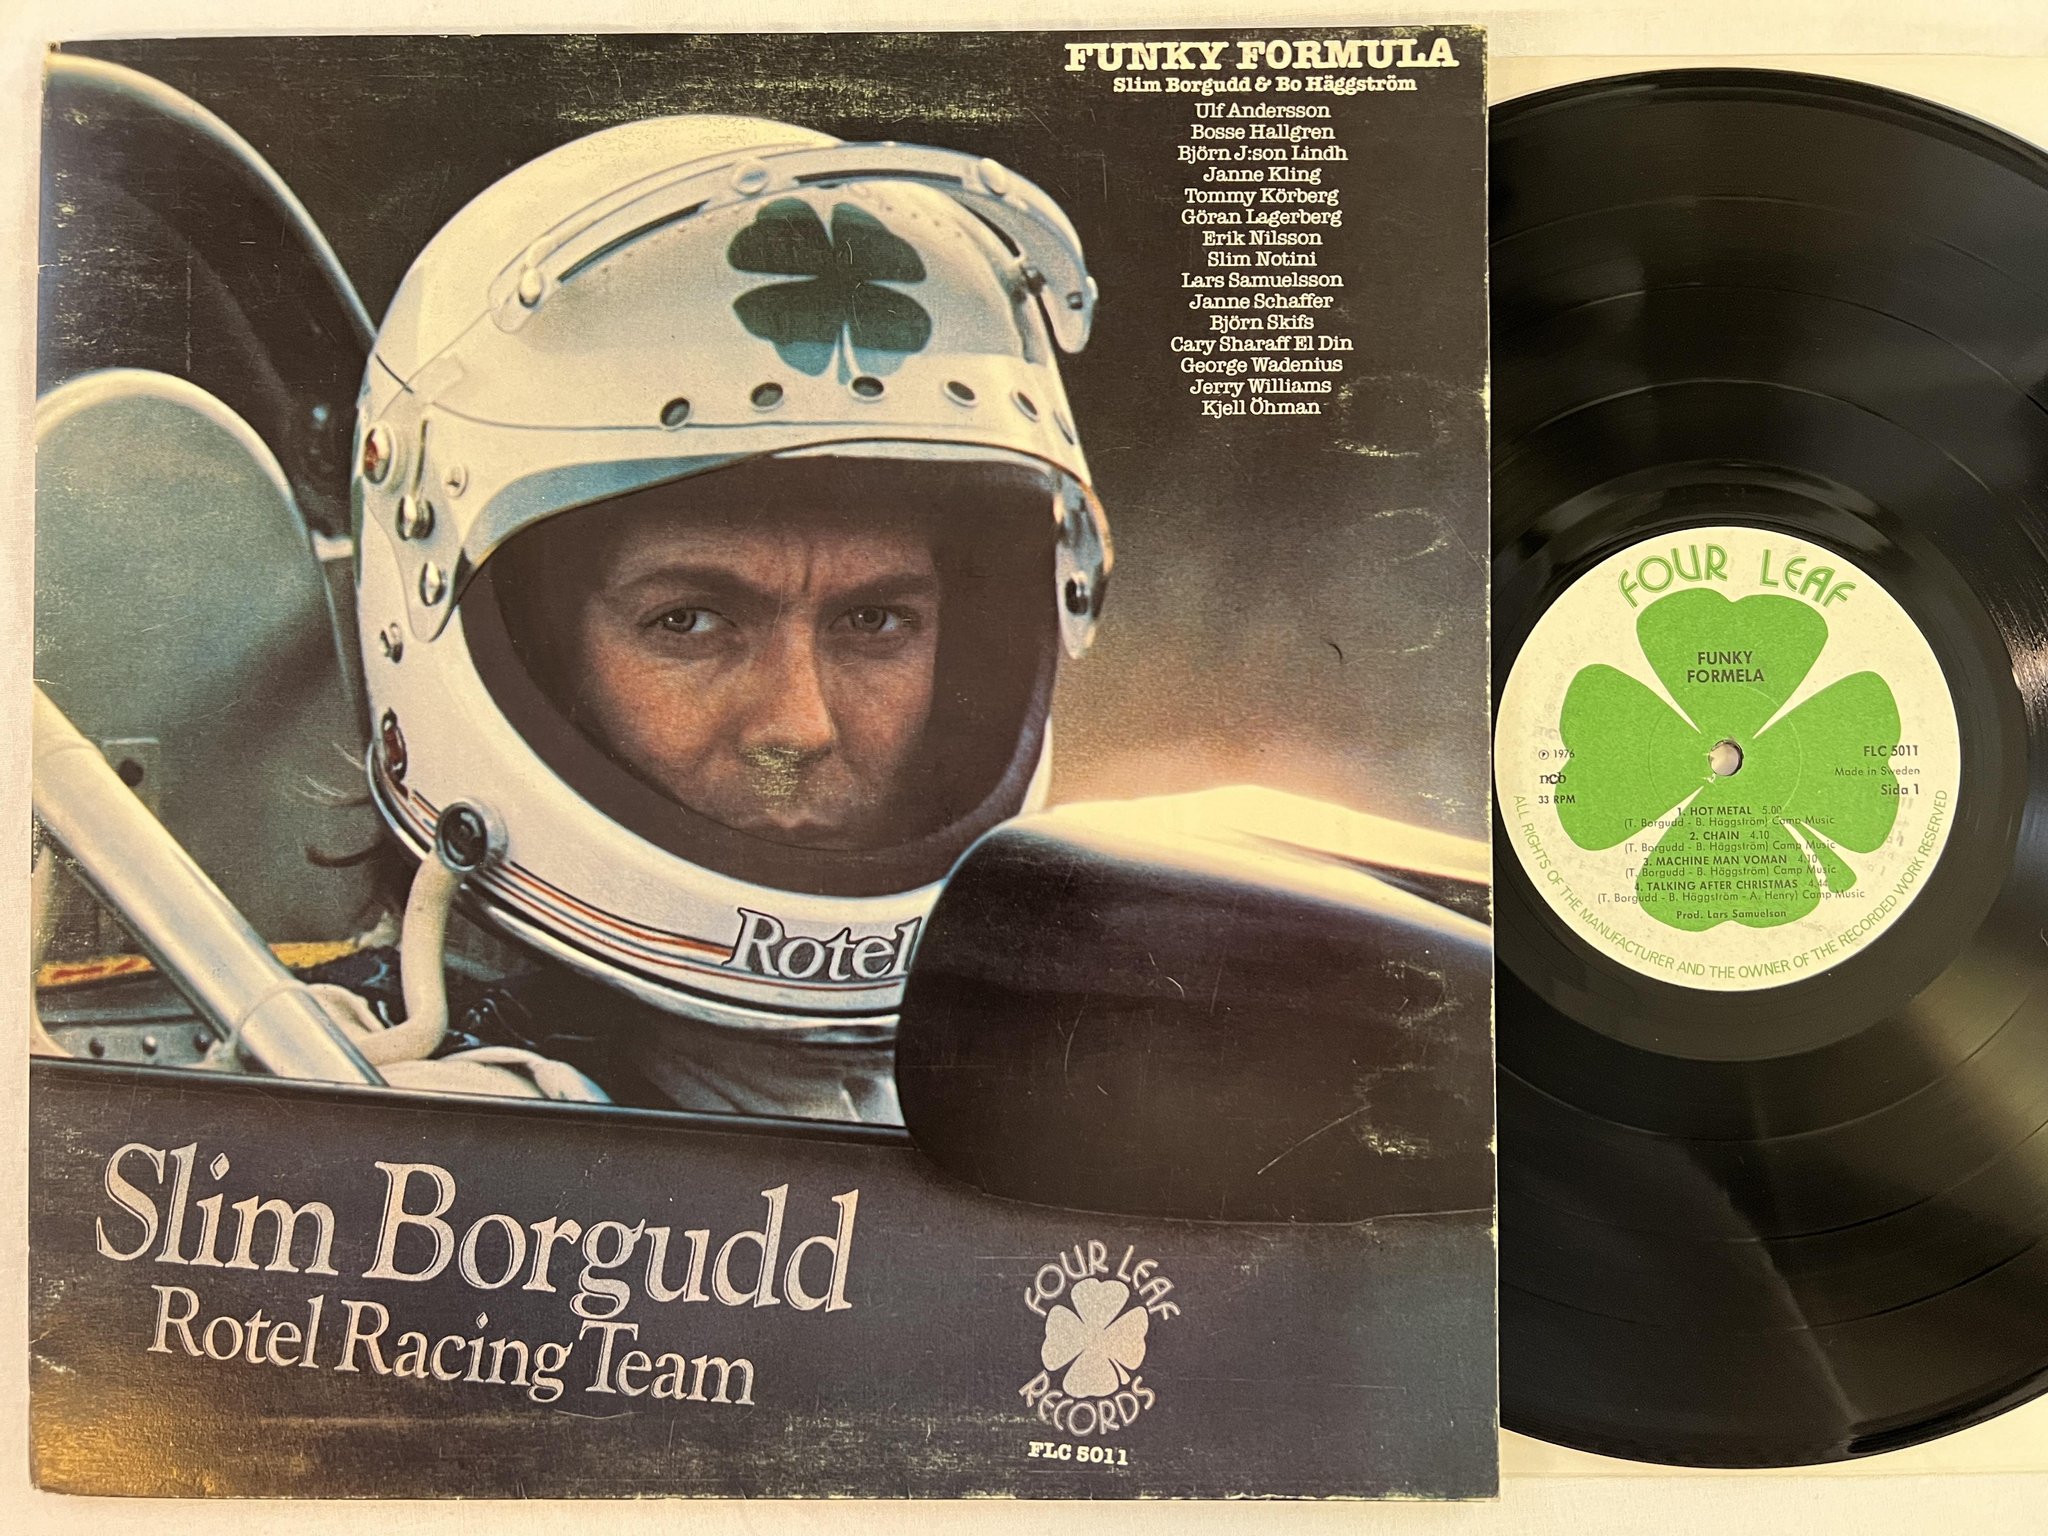 FUNKY FORMULA
Slim Borgudd & Bo Häggström
Ulf Andersson
Bosse Hallgren
Björn J:son Lindh
Janne Kling
Tommy Körberg
Göran Lagerberg
Erik Nilsson
Slim Notini
Lars Samuelsson
Janne Schaffer
Björn Skifs
Cary Sharaff El Din
George Wadenius
Jerry Williams
Kjell Öhman
Rotel
Slim Borgudd
Rotel Racing Team
FOUR LEAF
RECORDS
FLC 5011
FOUR LEAF
FUNKY
FORMELA
℗ 1976
ncb
33 RPM
FLC 5011
Made in Sweden
Sida 1
1. HOT METAL 5.00
(T. Borgudd - B. Häggström) Camp Music
2. CHAIN 4.10
(T. Borgudd - B. Häggström) Camp Music
3. MACHINE MAN VOMAN 4.10
(T. Borgudd - B. Häggström) Camp Music
4. TALKING AFTER CHRISTMAS 4.44
(T. Borgudd - B. Häggström - A. Henry) Camp Music
Prod. Lars Samuelson
ALL RIGHTS OF THE MANUFACTURER AND THE OWNER OF THE RECORDED WORK RESERVED